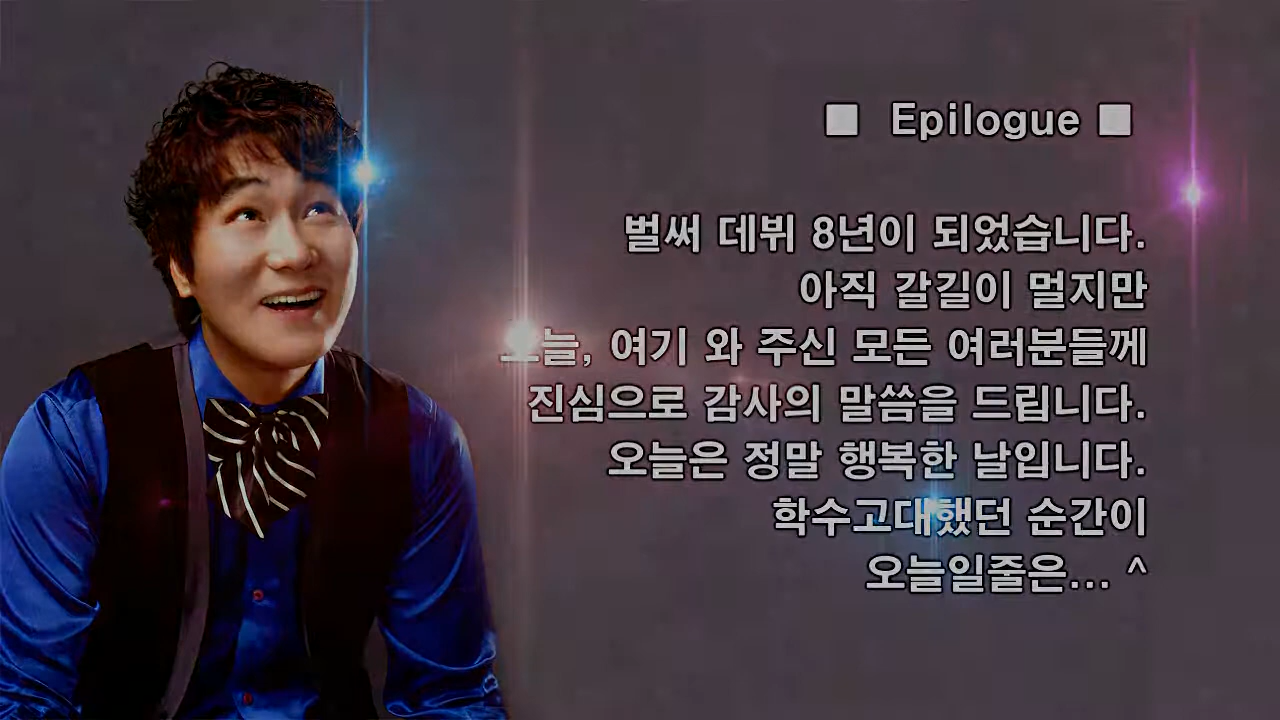 ■ Epilogue ■
벌써 데뷔 8년이 되었습니다.
아직 갈길이 멀지만
오늘, 여기 와 주신 모든 여러분들께
진심으로 감사의 말씀을 드립니다.
오늘은 정말 행복한 날입니다.
학수고대했던 순간이
오늘일줄은... ^